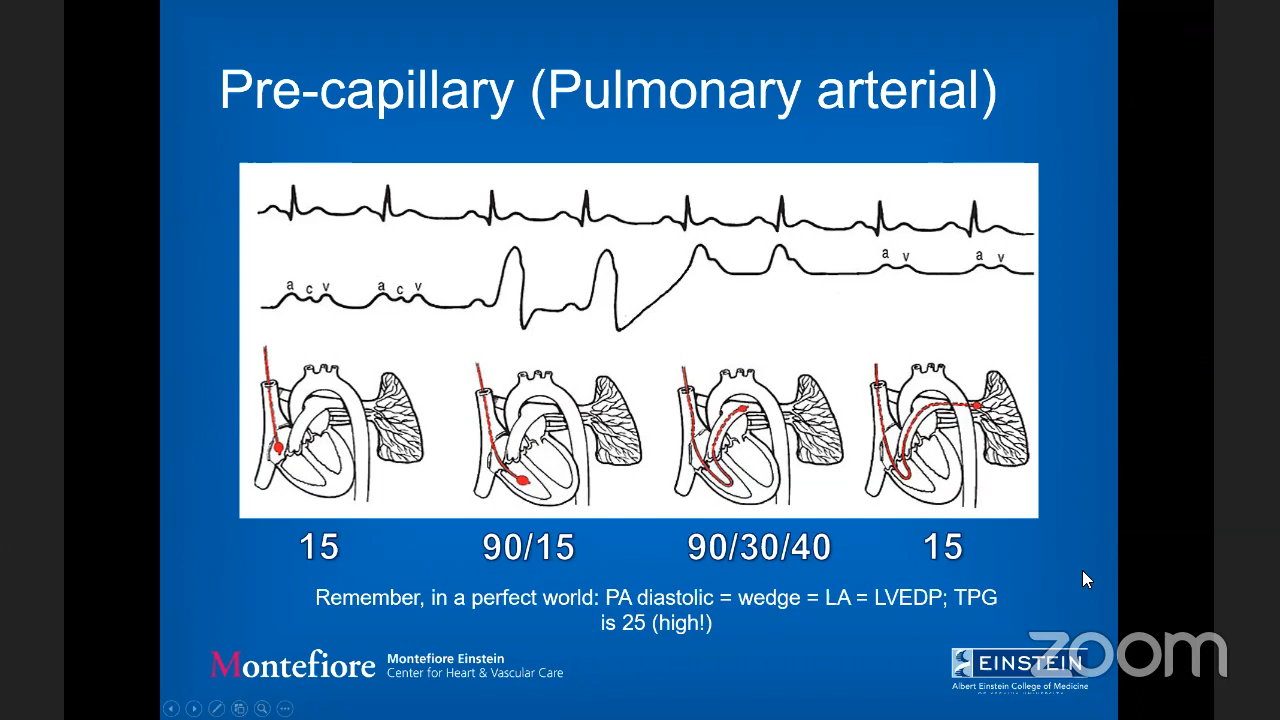 Pre-capillary (Pulmonary arterial)
a c v a c v
a v a v
15 90/15 90/30/40 15
Remember, in a perfect world: PA diastolic = wedge = LA = LVEDP; TPG
is 25 (high!)
Montefiore
Montefiore Einstein
Center for Heart & Vascular Care
EINSTEIN
Albert Einstein College of Medicine
zoom